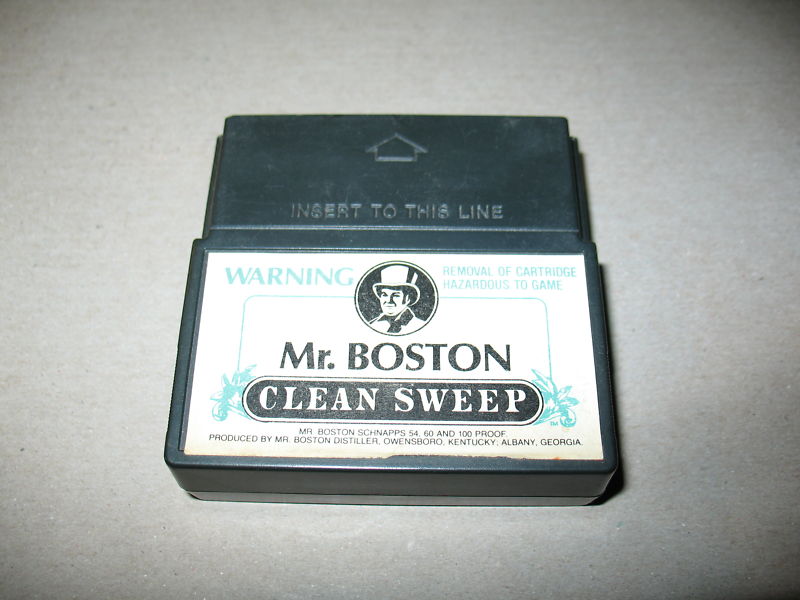 INSERT TO THIS LINE
WARNING
REMOVAL OF CARTRIDGE
HAZARDOUS TO GAME
Mr. BOSTON
CLEAN SWEEP
TM
MR. BOSTON SCHNAPPS 54, 60 AND 100 PROOF
PRODUCED BY MR. BOSTON DISTILLER, OWENSBORO, KENTUCKY; ALBANY, GEORGIA.